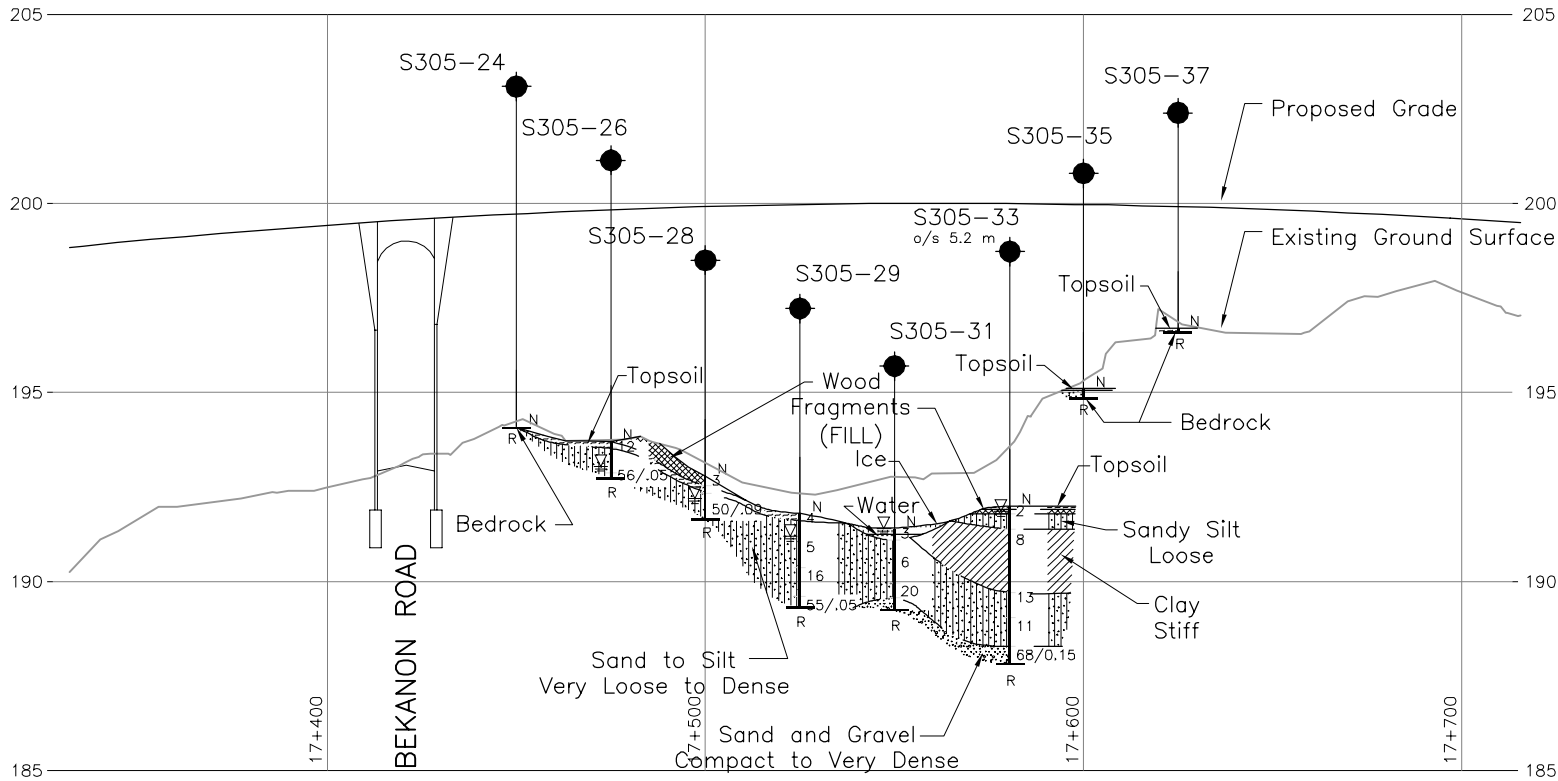 205
205
S305-24
S305-37
Proposed Grade
S305-26
S305-35
200
200
S305-33
o/s 5.2 m
S305-28
Existing Ground Surface
S305-29
Topsoil
S305-31
N
R
Topsoil
Topsoil
Wood
Fragments
(FILL)
N
195
195
R
Bedrock
N
R
N
2
Ice
Topsoil
56/.05
R
N
3
50/.09
R
Water
N
N
Bedrock
4
3
2
Sandy Silt
Loose
8
5
6
16
20
190
190
13
55/.05
R
R
Clay
Stiff
11
Sand to Silt
Very Loose to Dense
68/0.15
R
Sand and Gravel
Compact to Very Dense
BEKANON ROAD
17+400
17+500
17+600
17+700
185
185